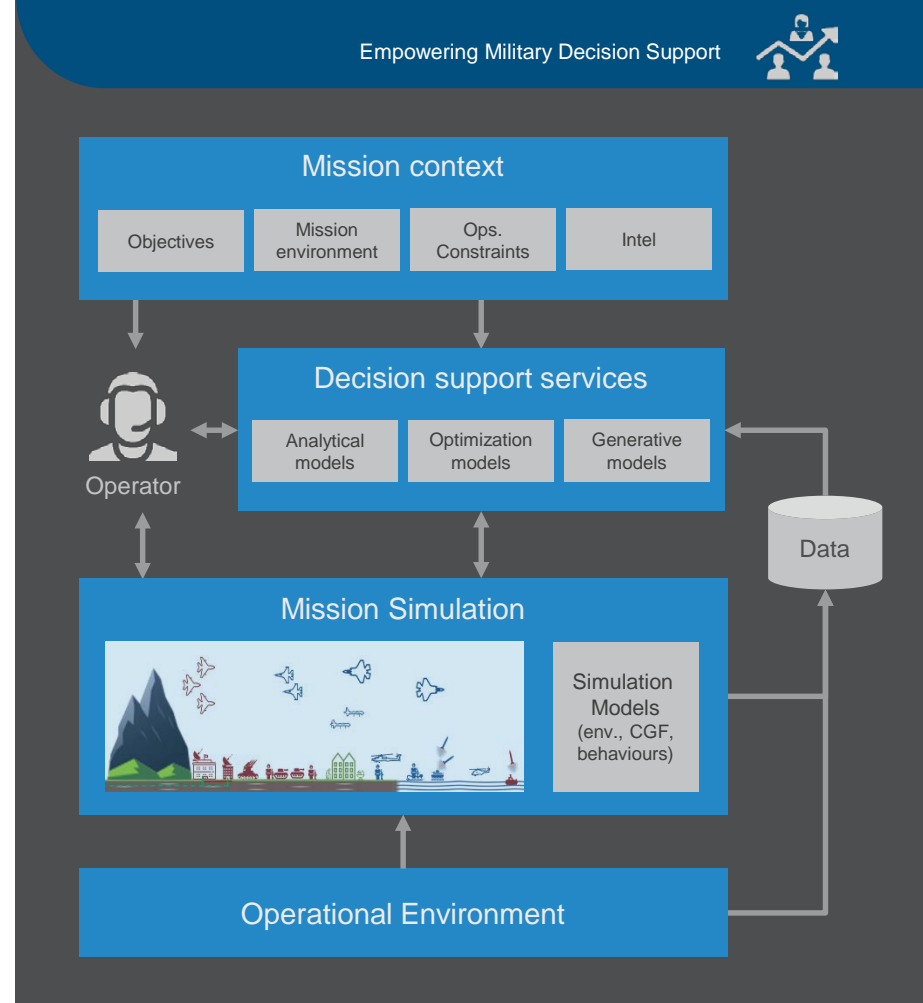 Empowering Military Decision Support
Mission context
Objectives
Mission
environment
Ops.
Constraints
Intel
Decision support services
Analytical
models
Optimization
models
Generative
models
Operator
Data
Mission Simulation
Simulation
Models
(env., CGF,
behaviours)
Operational Environment